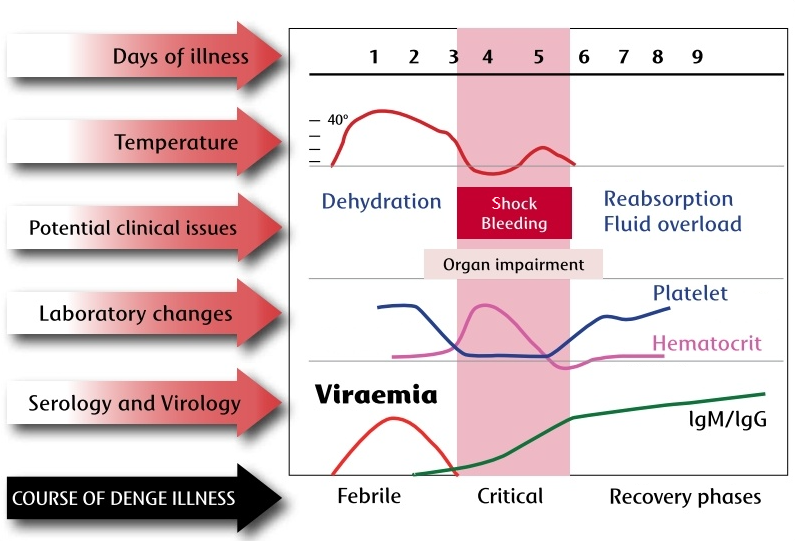 Days of illness
1 2 3 4 5 6 7 8 9
Temperature
40°
Potential clinical issues
Dehydration
Shock
Bleeding
Reabsorption
Fluid overload
Organ impairment
Laboratory changes
Platelet
Hematocrit
Serology and Virology
Viraemia
IgM/IgG
COURSE OF DENGE ILLNESS
Febrile
Critical
Recovery phases